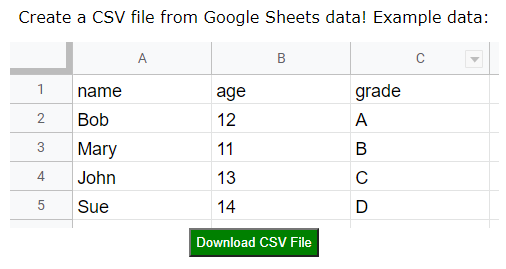 Create a CSV file from Google Sheets data! Example data:
A B C
1 name age grade
2 Bob 12 A
3 Mary 11 B
4 John 13 C
5 Sue 14 D
Download CSV File